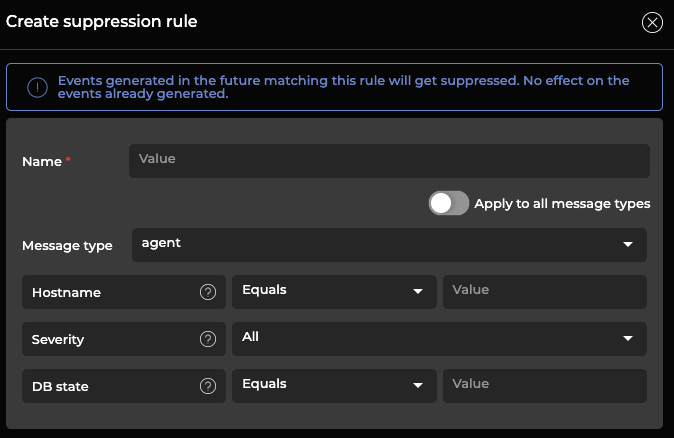 Create suppression rule
Events generated in the future matching this rule will get suppressed. No effect on the
events already generated.
Name *
Value
Apply to all message types
Message type
agent
Hostname ? Equals Value
Severity ? All
DB state ? Equals Value